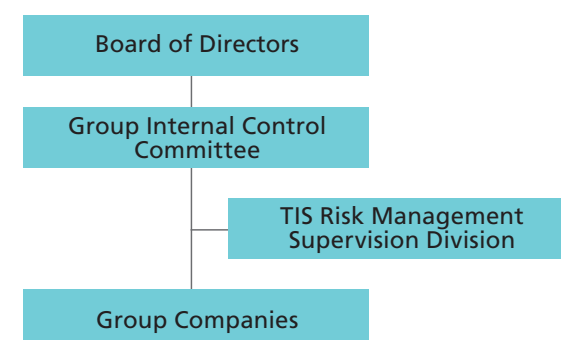 Board of Directors
Group Internal Control
Committee
TIS Risk Management
Supervision Division
Group Companies